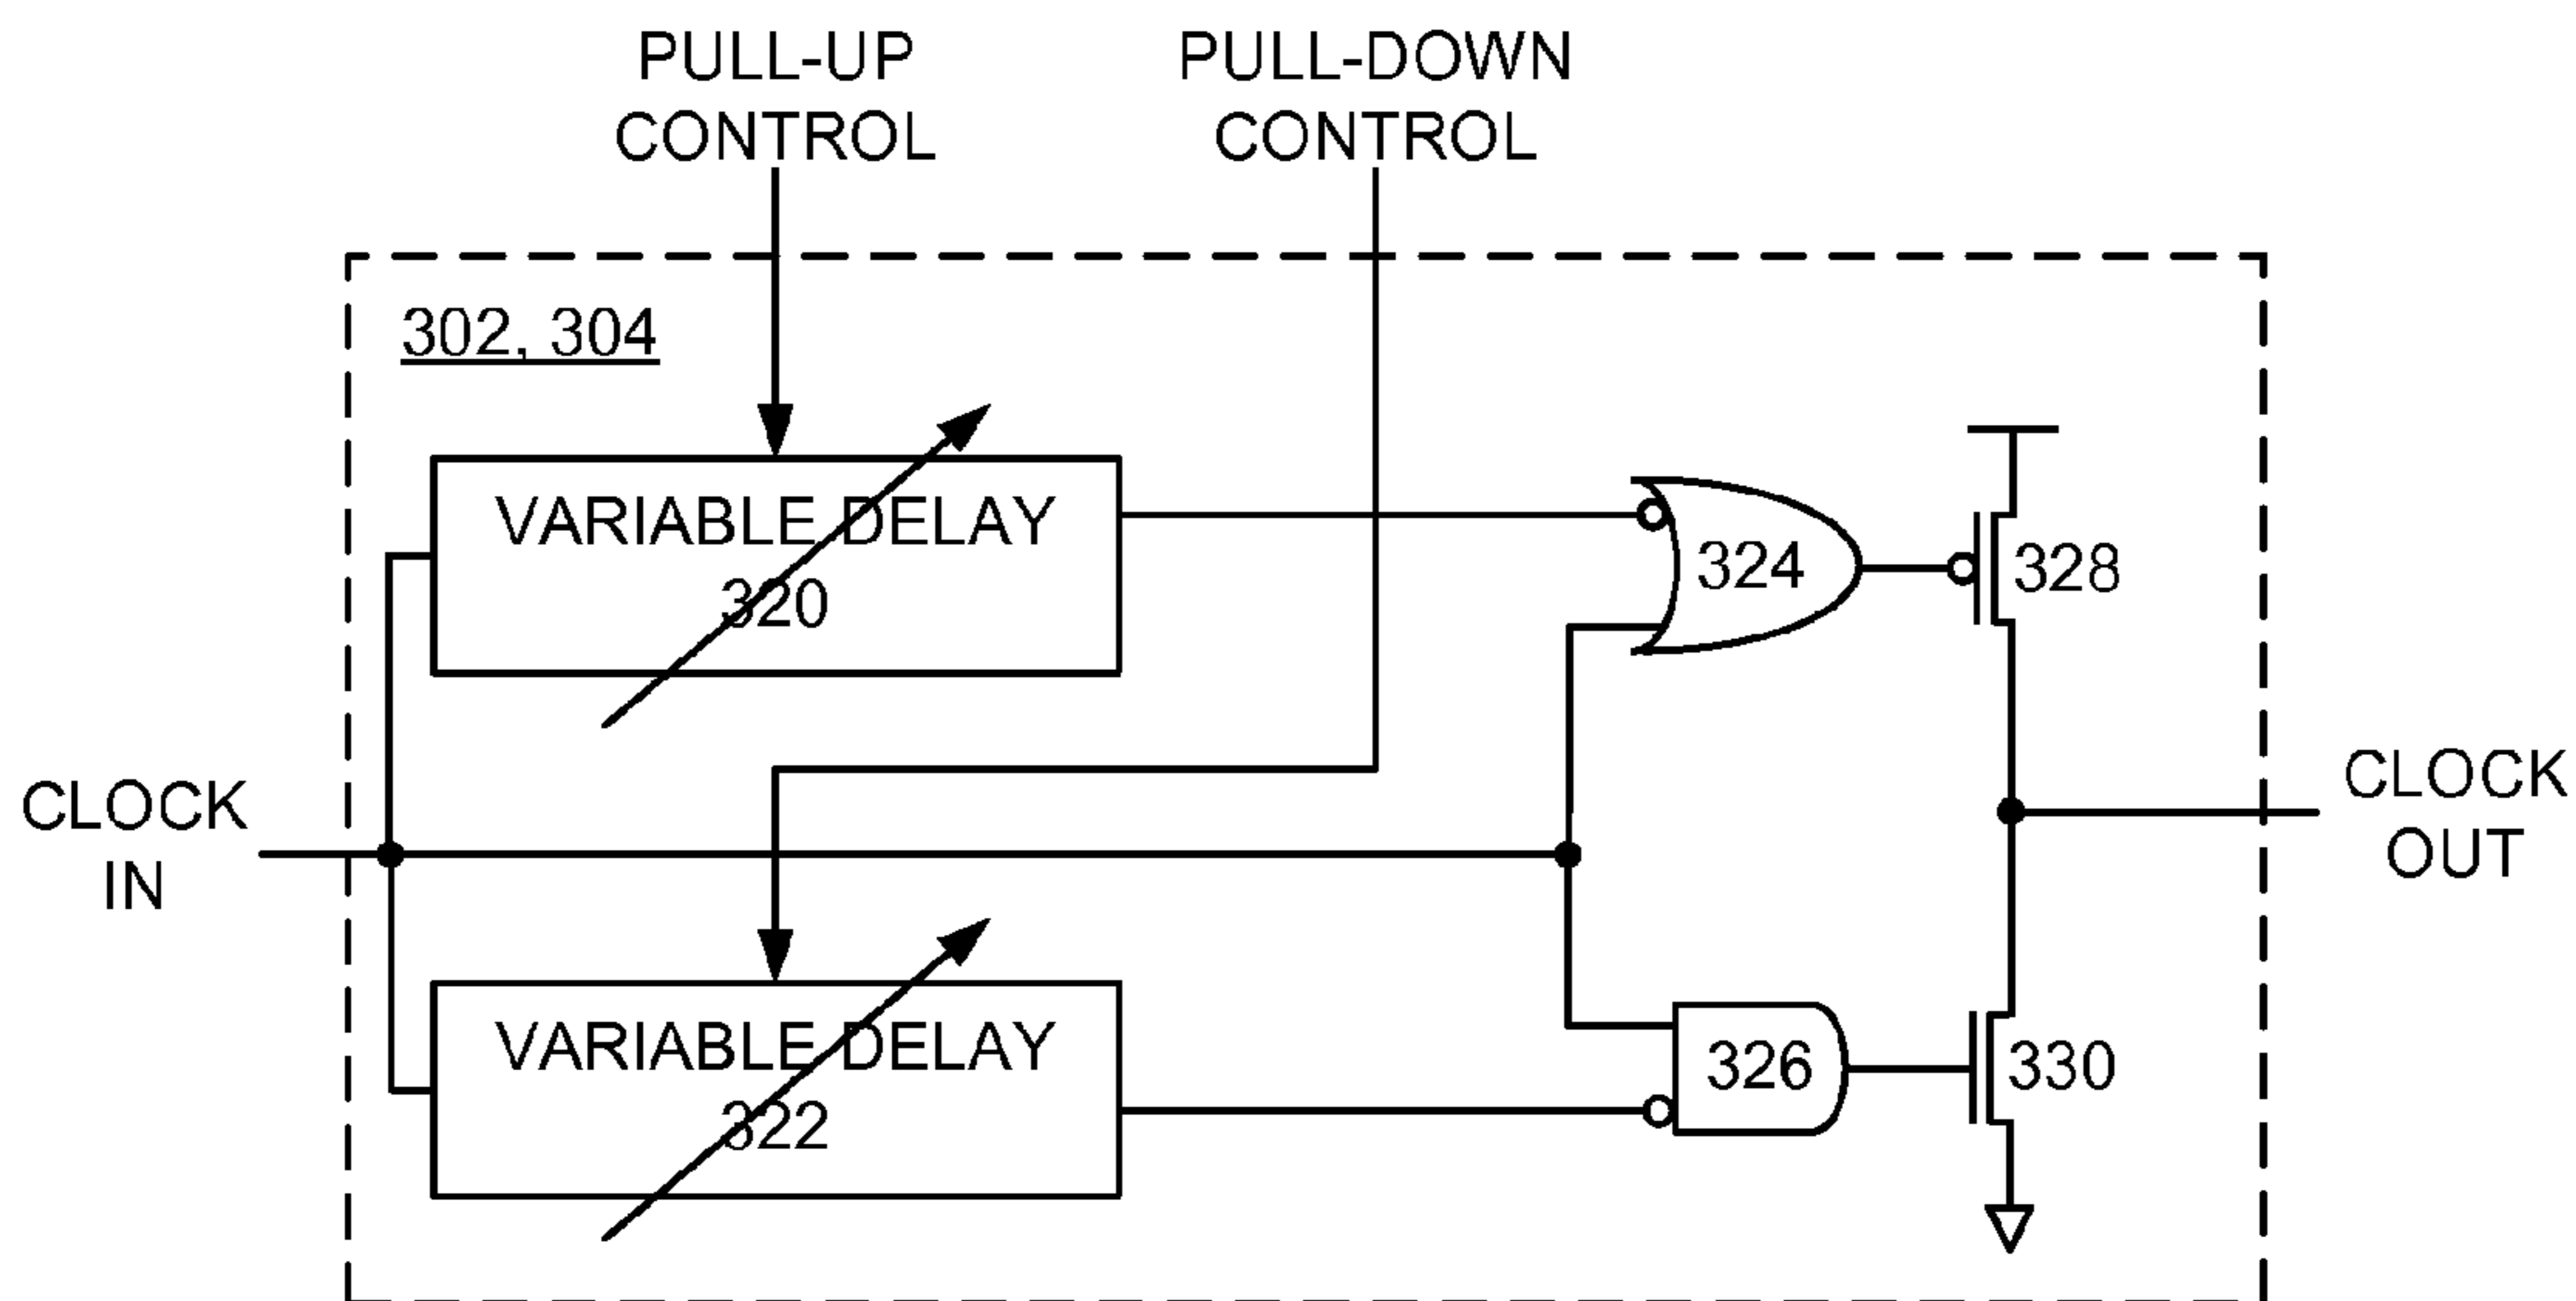 PULL-UP
CONTROL
PULL-DOWN
CONTROL
302, 304
VARIABLE DELAY
320
324
328
CLOCK
IN
CLOCK
OUT
VARIABLE DELAY
322
326
330